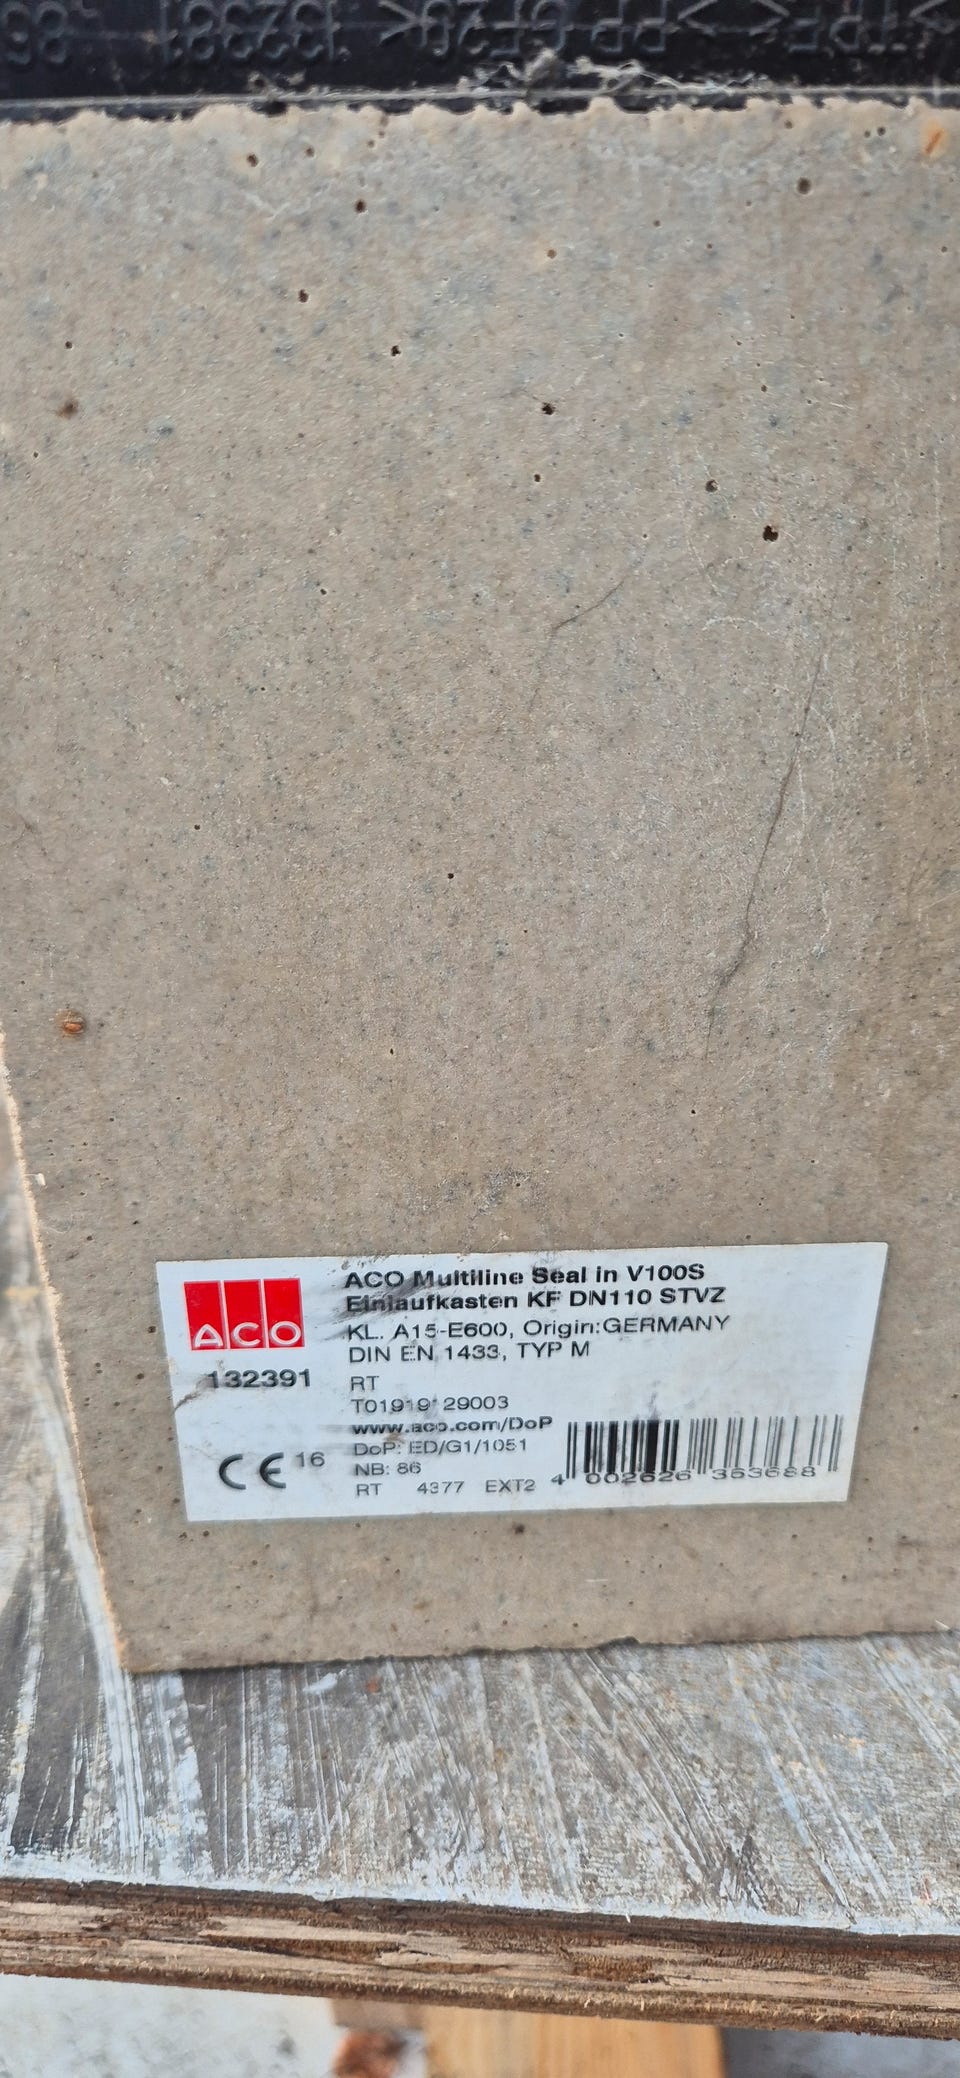 ACO
132391
CE 16
ACO Multiline Seal in V100S
Einlaufkasten KF DN110 STVZ
KL. A15-E600, Origin:GERMANY
DIN EN 1433, TYP M
RT
29003
www.aco.com/DoP
DoP: ED/G1/1051
NB: 86
RT 4377 EXT2
4 002626 353688